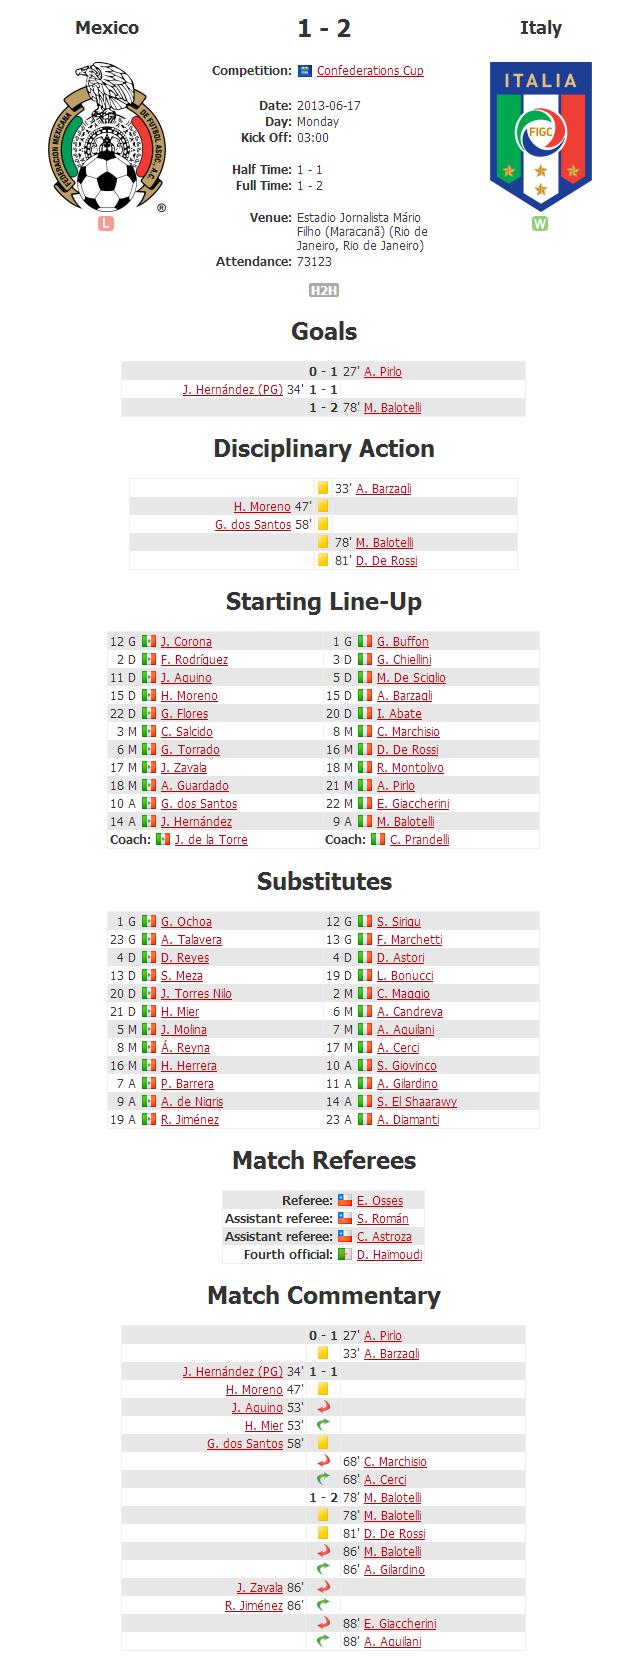 Mexico 1 - 2 Italy
Competition: Confederations Cup
Date: 2013-06-17
Day: Monday
Kick Off: 03:00
Half Time: 1 - 1
Full Time: 1 - 2
Venue: Estadio Jornalista Mário
Filho (Maracanã) (Rio de
Janeiro, Rio de Janeiro)
Attendance: 73123
FEDERACION MEXICANA DE FUTBOL ASOC. A.C.
®
ITALIA
FIGC
L
W
H2H
Goals
0 - 1 27' A. Pirlo
J. Hernández (PG) 34' 1 - 1
1 - 2 78' M. Balotelli
Disciplinary Action
33' A. Barzagli
H. Moreno 47'
G. dos Santos 58'
78' M. Balotelli
81' D. De Rossi
Starting Line-Up
12 G J. Corona 1 G G. Buffon
2 D F. Rodríguez 3 D G. Chiellini
11 D J. Aquino 5 D M. De Sciglio
15 D H. Moreno 15 D A. Barzagli
22 D G. Flores 20 D I. Abate
3 M C. Salcido 8 M C. Marchisio
6 M G. Torrado 16 M D. De Rossi
17 M J. Zavala 18 M R. Montolivo
18 M A. Guardado 21 M A. Pirlo
10 A G. dos Santos 22 M E. Giaccherini
14 A J. Hernández 9 A M. Balotelli
Coach: J. de la Torre Coach: C. Prandelli
Substitutes
1 G G. Ochoa 12 G S. Sirigu
23 G A. Talavera 13 G F. Marchetti
4 D D. Reyes 4 D D. Astori
13 D S. Meza 19 D L. Bonucci
20 D J. Torres Nilo 2 M C. Maggio
21 D H. Mier 6 M A. Candreva
5 M J. Molina 7 M A. Aquilani
8 M Á. Reyna 17 M A. Cerci
16 M H. Herrera 10 A S. Giovinco
7 A P. Barrera 11 A A. Gilardino
9 A A. de Nigris 14 A S. El Shaarawy
19 A R. Jiménez 23 A A. Diamanti
Match Referees
Referee: E. Osses
Assistant referee: S. Román
Assistant referee: C. Astroza
Fourth official: D. Haïmoudi
Match Commentary
0 - 1 27' A. Pirlo
33' A. Barzagli
J. Hernández (PG) 34' 1 - 1
H. Moreno 47'
J. Aquino 53'
H. Mier 53'
G. dos Santos 58'
68' C. Marchisio
68' A. Cerci
1 - 2 78' M. Balotelli
78' M. Balotelli
81' D. De Rossi
86' M. Balotelli
86' A. Gilardino
J. Zavala 86'
R. Jiménez 86'
88' E. Giaccherini
88' A. Aquilani